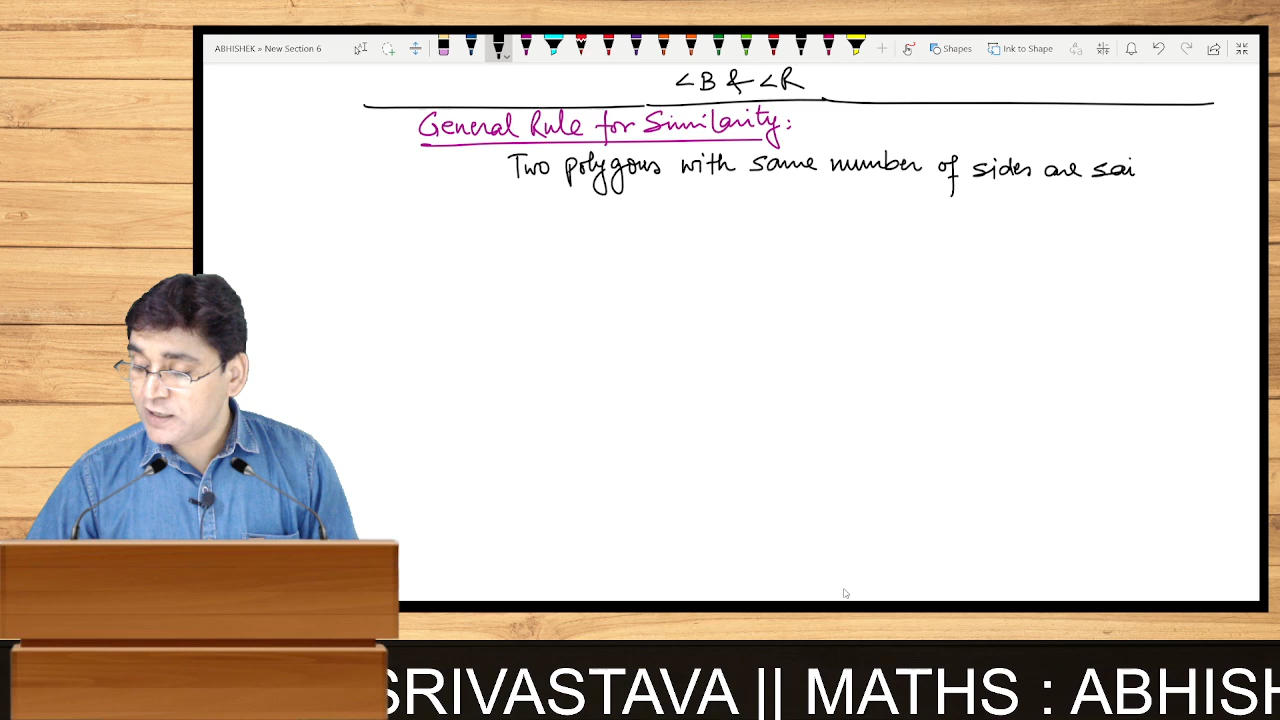 ABHISHEK » New Section 6
Shapes
Ink to Shape
∠B & ∠R
General Rule for Similarity:
Two polygons with same number of sides are sai
SRIVASTAVA || MATHS : ABHISH